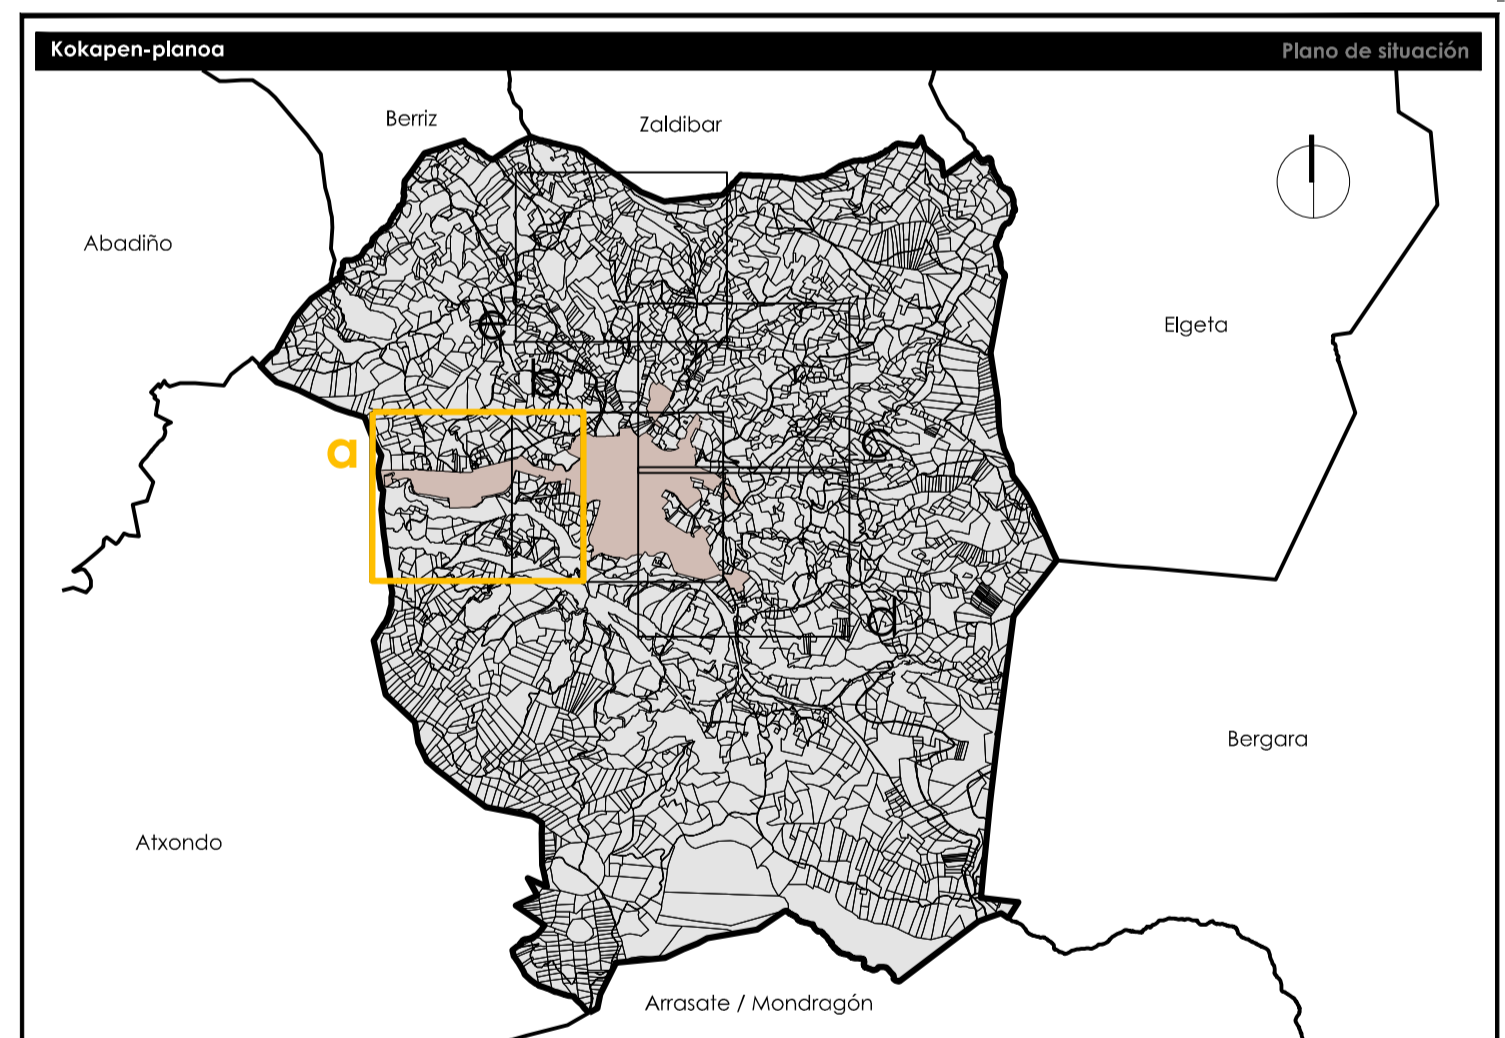 Kokapen-planoa
Plano de situación
Berriz
Zaldibar
Abadiño
Elgeta
e
b
a
c
d
Bergara
Atxondo
Arrasate / Mondragón